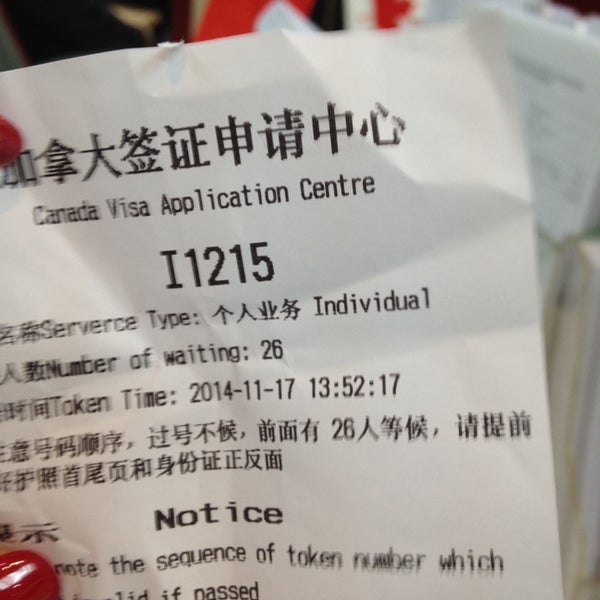 加拿大签证申请中心
Canada Visa Application Centre
I1215
名称Serverce Type: 个人业务 Individual
人数Number of waiting: 26
时间Token Time: 2014-11-17 13:52:17
注意号码顺序，过号不候，前面有 26人等候，请提前
好护照首尾页和身份证正反面
示 Notice
note the sequence of token number which
if passed